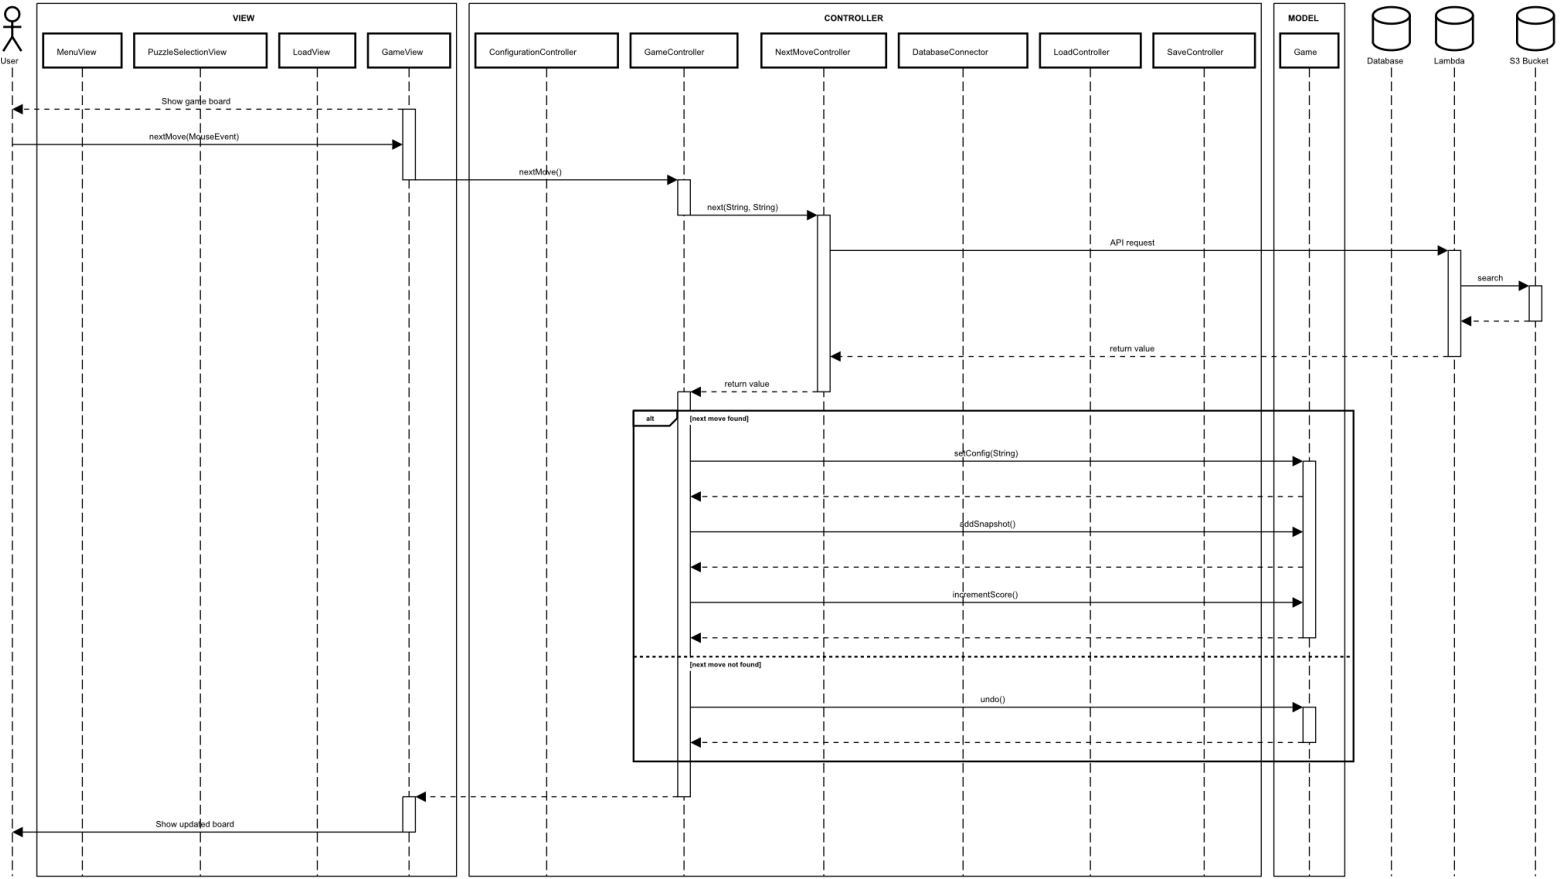 VIEW
CONTROLLER
MODEL
MenuView
PuzzleSelectionView
LoadView
GameView
ConfigurationController
GameController
NextMoveController
DatabaseConnector
LoadController
SaveController
Game
User
Database
Lambda
S3 Bucket
Show game board
nextMove(MouseEvent)
nextMove()
next(String, String)
API request
search
return value
return value
alt
[next move found]
setConfig(String)
addSnapshot()
incrementScore()
[next move not found]
undo()
Show updated board